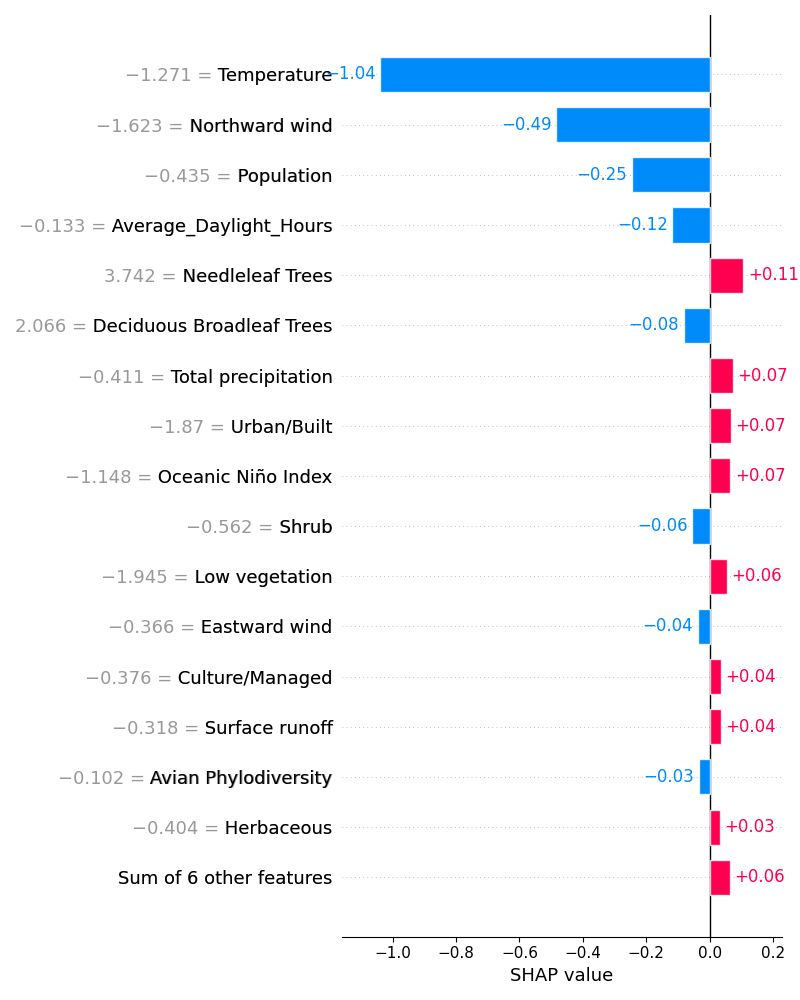 −1.271 = Temperature −1.04
−1.623 = Northward wind −0.49
−0.435 = Population −0.25
−0.133 = Average_Daylight_Hours −0.12
3.742 = Needleleaf Trees +0.11
2.066 = Deciduous Broadleaf Trees −0.08
−0.411 = Total precipitation +0.07
−1.87 = Urban/Built +0.07
−1.148 = Oceanic Niño Index +0.07
−0.562 = Shrub −0.06
−1.945 = Low vegetation +0.06
−0.366 = Eastward wind −0.04
−0.376 = Culture/Managed +0.04
−0.318 = Surface runoff +0.04
−0.102 = Avian Phylodiversity −0.03
−0.404 = Herbaceous +0.03
Sum of 6 other features +0.06
−1.0 −0.8 −0.6 −0.4 −0.2 0.0 0.2
SHAP value